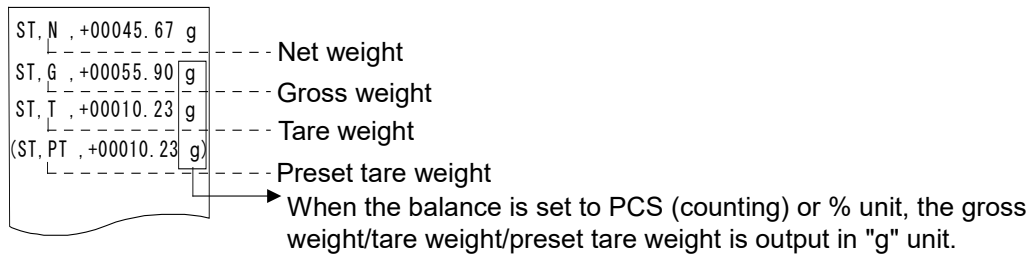 ST,N ,+00045.67 g
Net weight
ST,G ,+00055.90 g
Gross weight
ST,T ,+00010.23 g
Tare weight
(ST,PT ,+00010.23 g)
Preset tare weight
When the balance is set to PCS (counting) or % unit, the gross
weight/tare weight/preset tare weight is output in "g" unit.